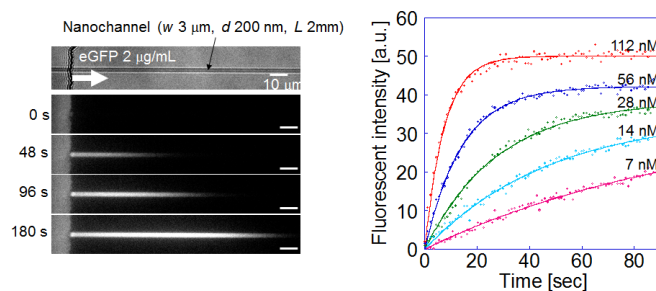 Nanochannel (w 3 μm, d 200 nm, L 2mm)
eGFP 2 μg/mL
10 μm
0 s
48 s
96 s
180 s
Fluorescent intensity [a.u.]
60
50
40
30
20
10
0
112 nM
56 nM
28 nM
14 nM
7 nM
0 20 40 60 80
Time [sec]